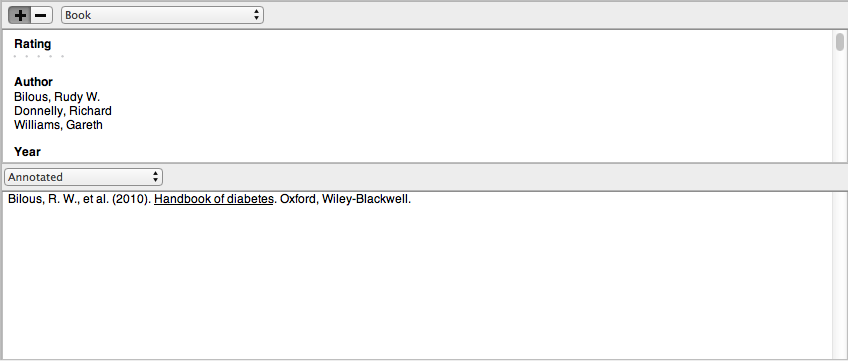 Book
Rating
Author
Bilous, Rudy W.
Donnelly, Richard
Williams, Gareth
Year
Annotated
Bilous, R. W., et al. (2010). Handbook of diabetes. Oxford, Wiley-Blackwell.